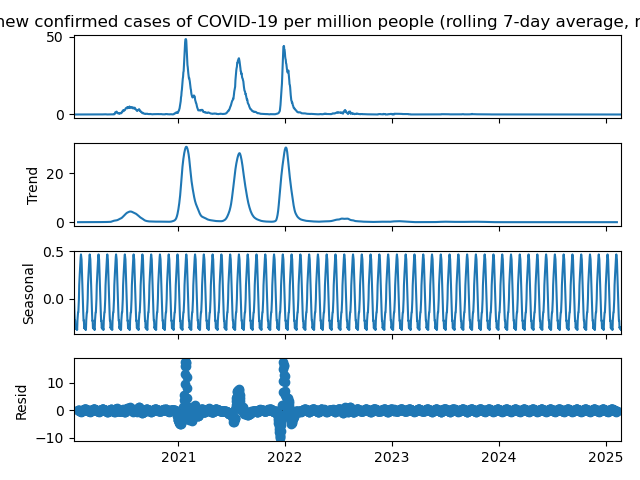 new confirmed cases of COVID-19 per million people (rolling 7-day average,
50
0
Trend
20
0
Seasonal
0.5
0.0
Resid
10
0
−10
2021 2022 2023 2024 2025